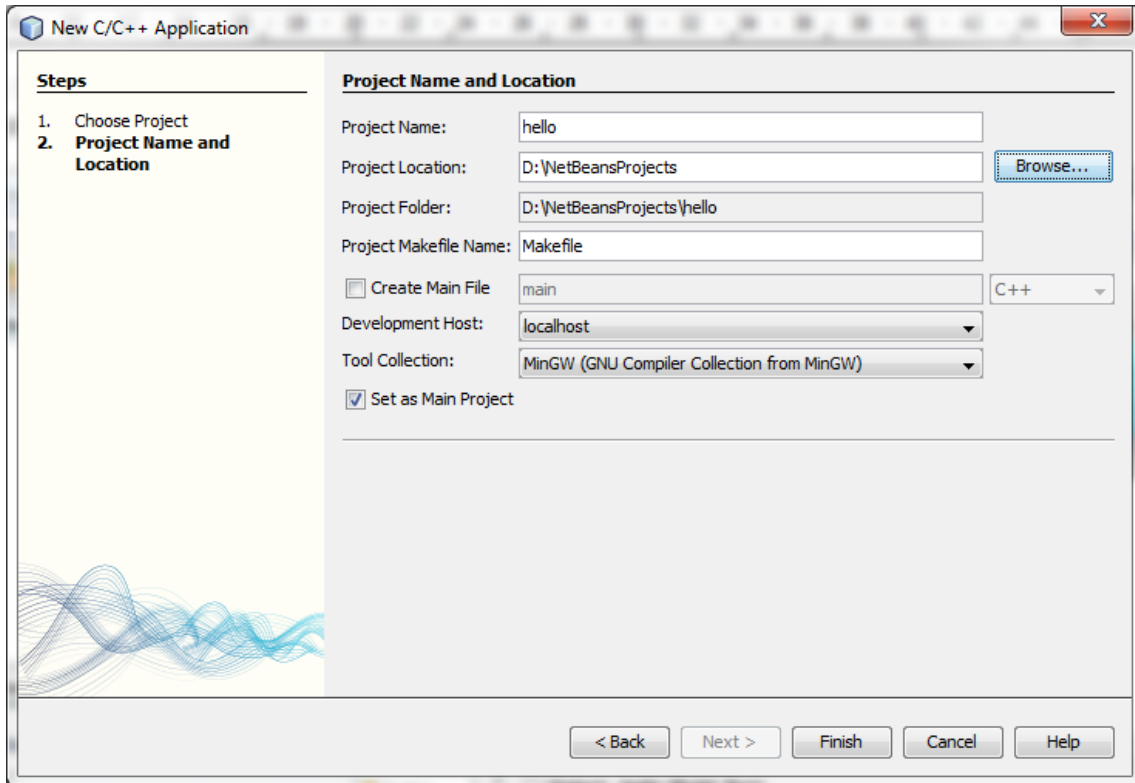 New C/C++ Application
Steps
1. Choose Project
2. Project Name and
Location
Project Name and Location
Project Name: hello
Project Location: D:\NetBeansProjects Browse...
Project Folder: D:\NetBeansProjects\hello
Project Makefile Name: Makefile
Create Main File main C++
Development Host: localhost
Tool Collection: MinGW (GNU Compiler Collection from MinGW)
Set as Main Project
< Back Next > Finish Cancel Help